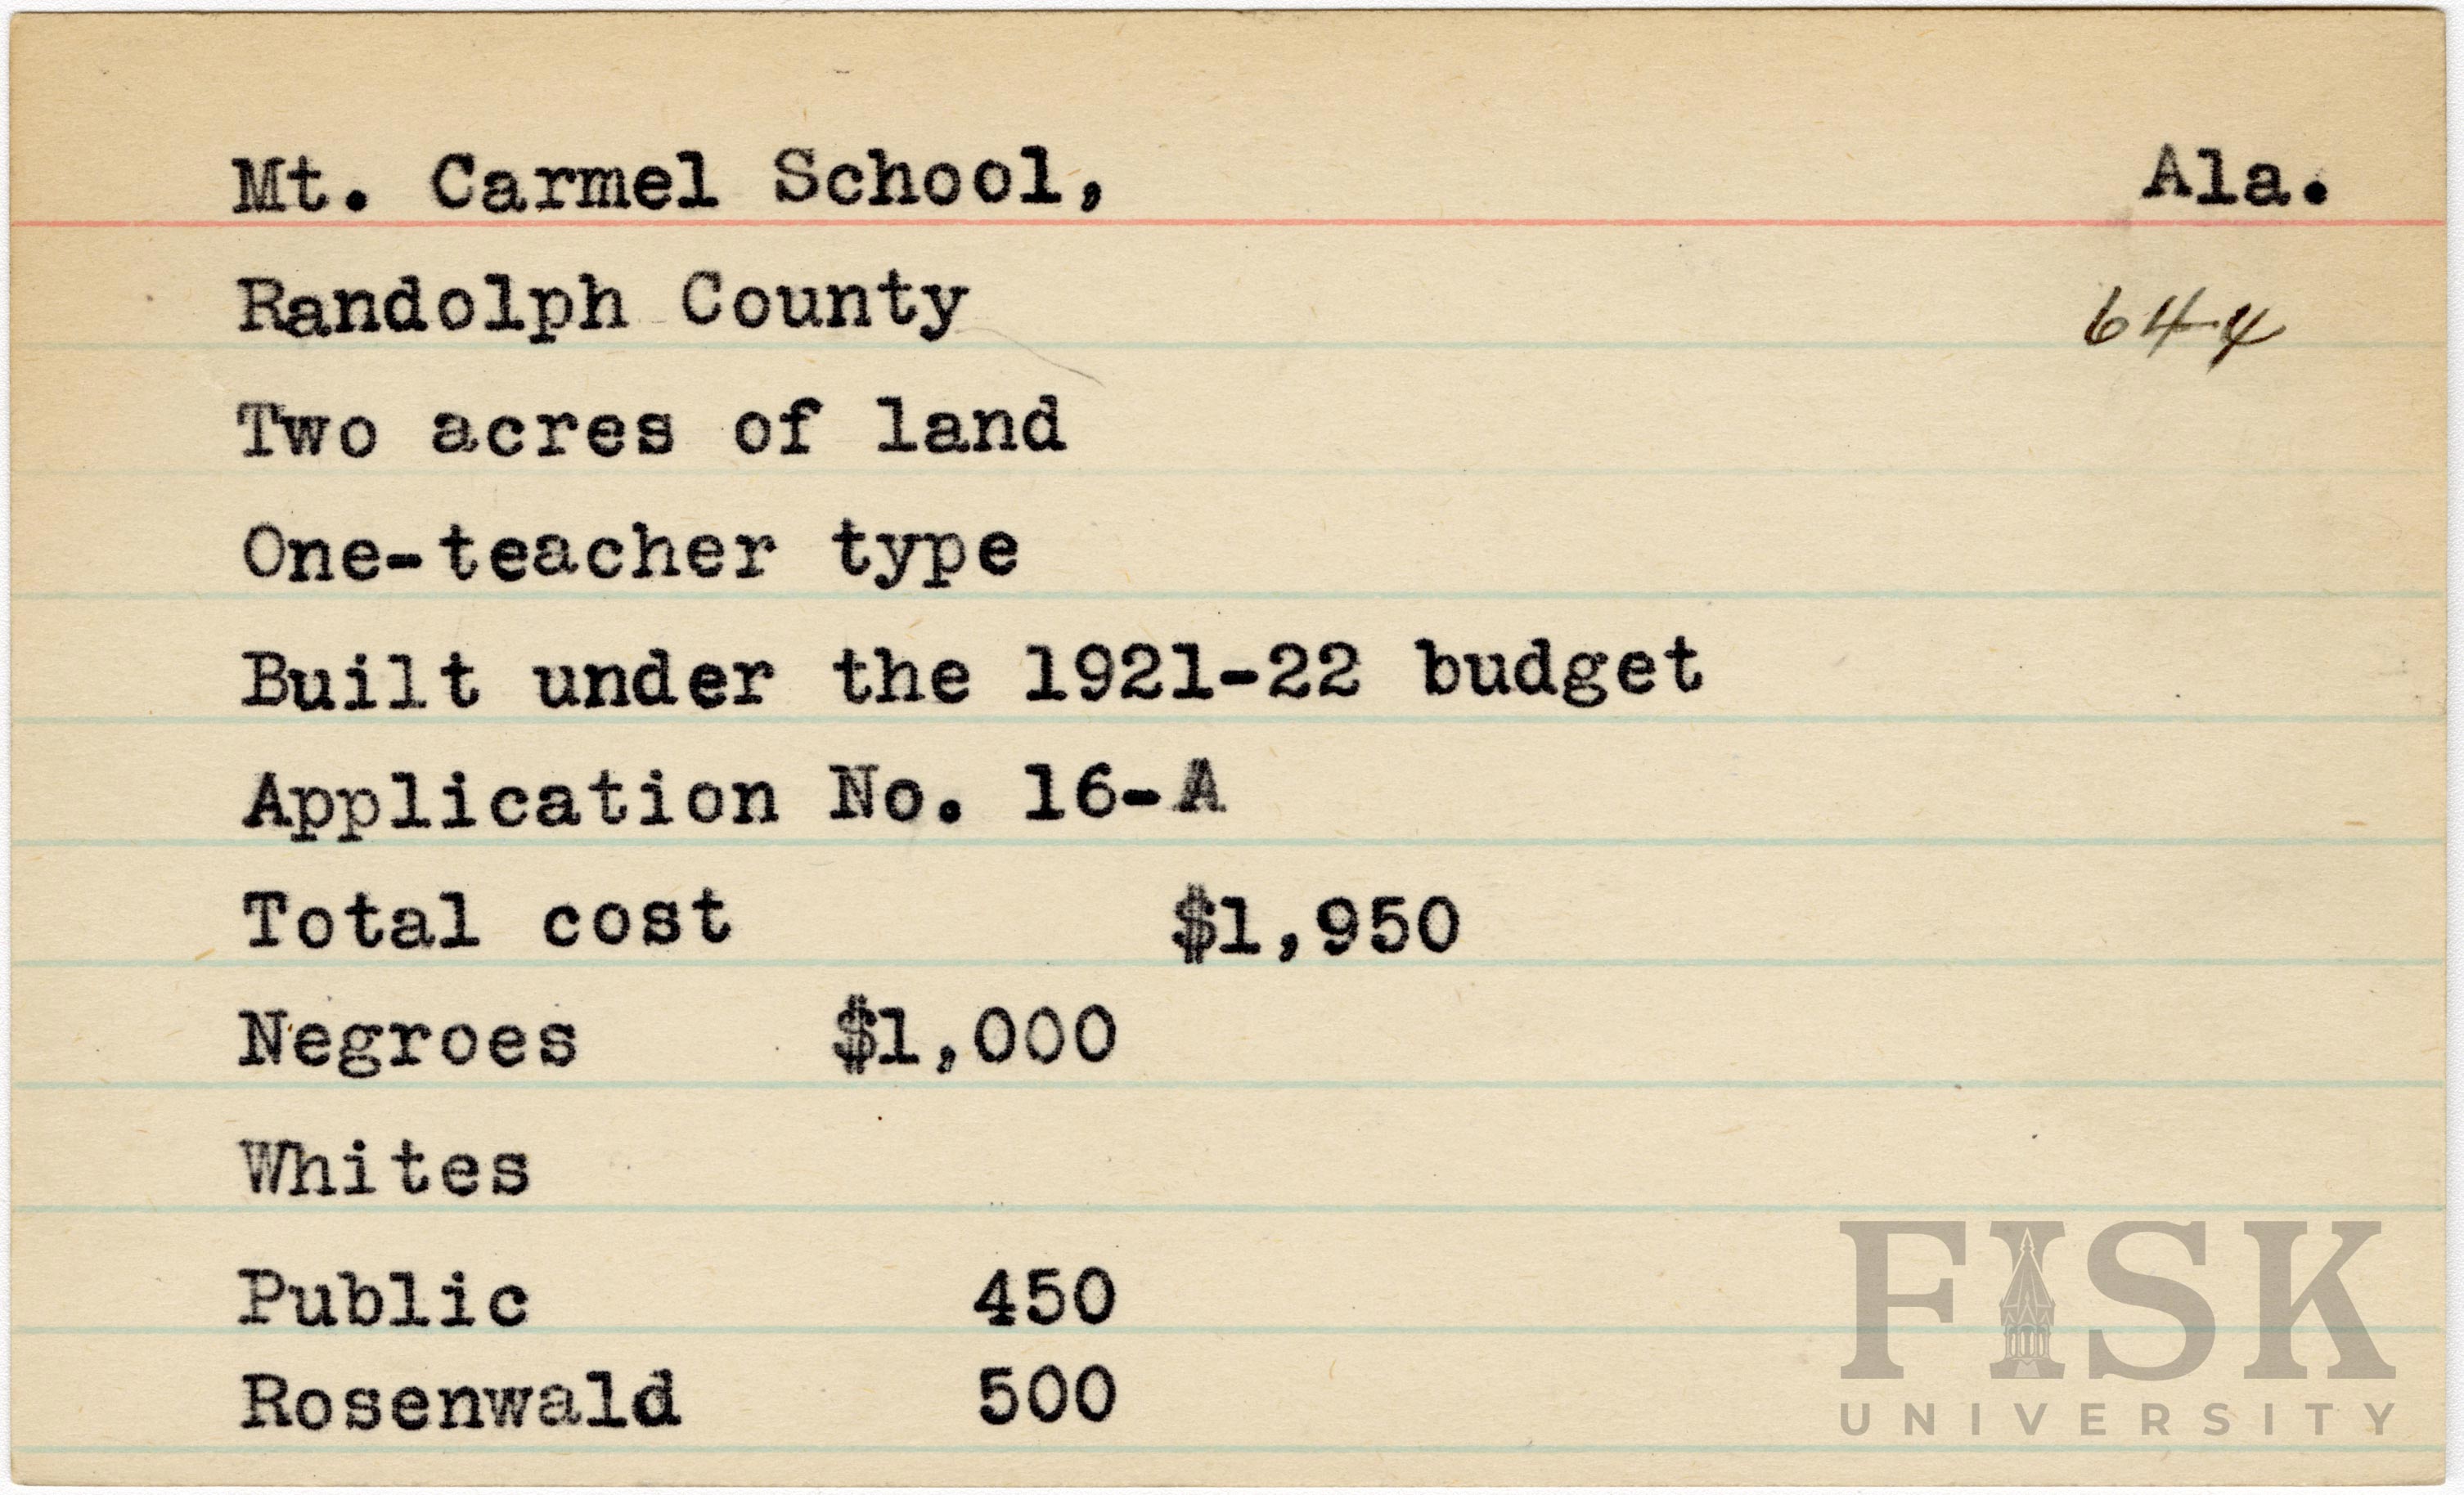 Mt. Carmel School, Ala.
Randolph County 644
Two acres of land
One-teacher type
Built under the 1921-22 budget
Application No. 16-A
Total cost $1,950
Negroes $1,000
Whites
Public 450
Rosenwald 500
FISK
UNIVERSITY